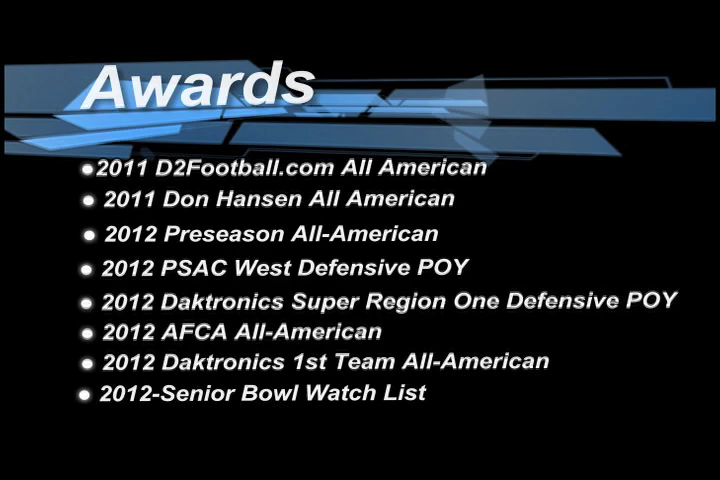 Awards
●2011 D2Football.com All American
● 2011 Don Hansen All American
● 2012 Preseason All-American
● 2012 PSAC West Defensive POY
● 2012 Daktronics Super Region One Defensive POY
● 2012 AFCA All-American
● 2012 Daktronics 1st Team All-American
● 2012-Senior Bowl Watch List